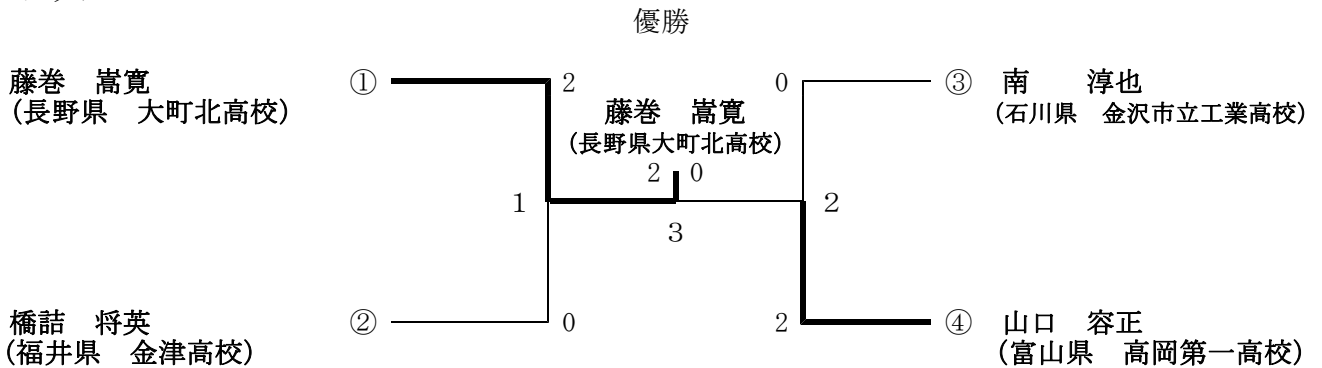 優勝
藤巻　嵩寛　① 2　0 ③　南　　淳也
(長野県　大町北高校)　(石川県　金沢市立工業高校)
藤巻　嵩寛
(長野県大町北高校)
2 0
1　2
3
橋詰　将英　② 0　2 ④　山口　容正
(福井県　金津高校)　(富山県　高岡第一高校)